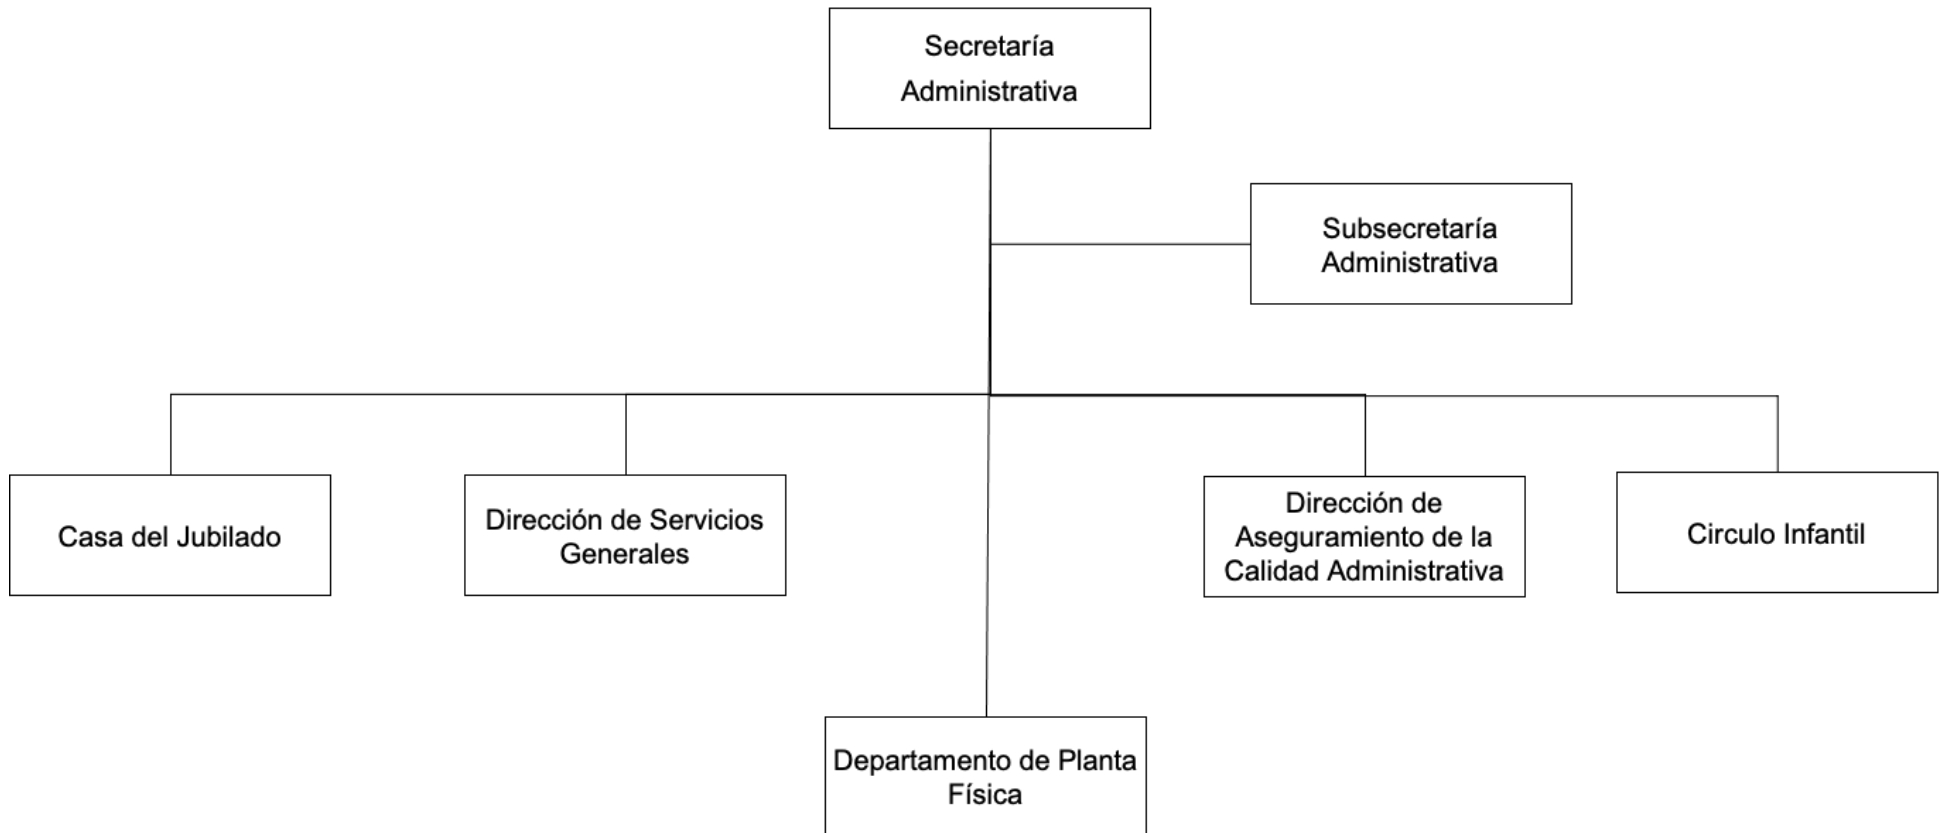 Secretaría
Administrativa
Subsecretaría
Administrativa
Casa del Jubilado
Dirección de Servicios
Generales
Dirección de
Aseguramiento de la
Calidad Administrativa
Circulo Infantil
Departamento de Planta
Física